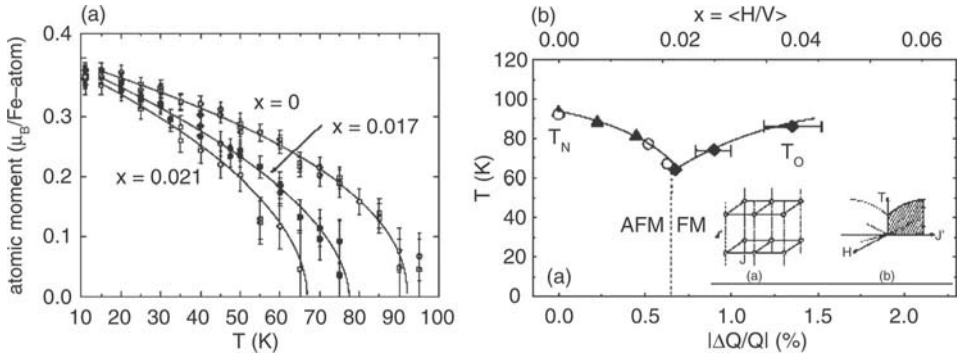 (a)
atomic moment (μB/Fe–atom)
0.4
0.3
0.2
0.1
0.0
x = 0
x = 0.017
x = 0.021
10 20 30 40 50 60 70 80 90 100
T (K)
(b)
x = <H/V>
0.00 0.02 0.04 0.06
T (K)
120
100
80
60
40
20
0
TN
TO
AFM FM
J
T
J'
H
(a)
(a)
(b)
0.0 0.5 1.0 1.5 2.0
|ΔQ/Q| (%)